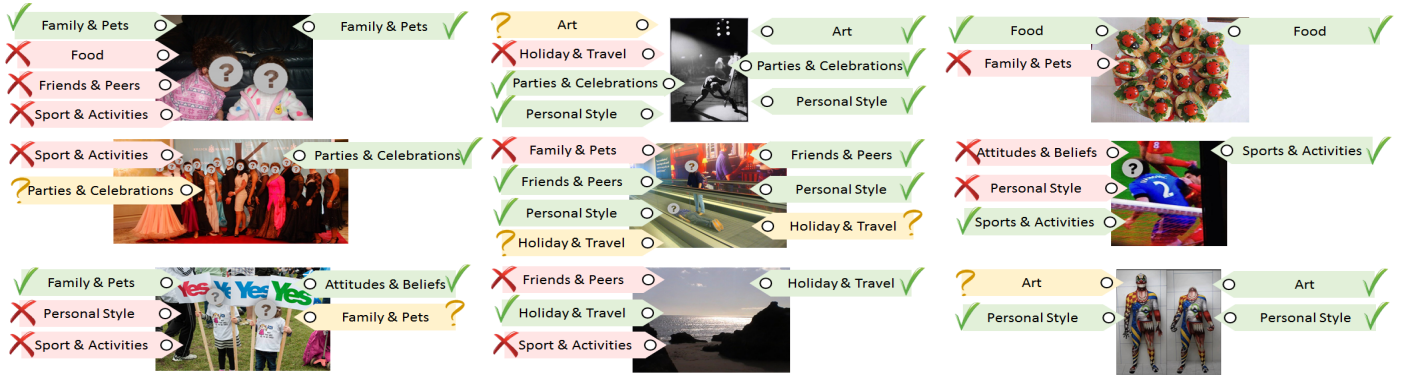 Family & Pets
Food
Friends & Peers
Sport & Activities
?
?
Family & Pets
?
Art
Holiday & Travel
Parties & Celebrations
Personal Style
Art
Parties & Celebrations
Personal Style
Food
Family & Pets
Food
Sport & Activities
?
Parties & Celebrations
Parties & Celebrations
Family & Pets
Friends & Peers
Personal Style
?
Holiday & Travel
?
?
Friends & Peers
Personal Style
Holiday & Travel
?
Attitudes & Beliefs
Personal Style
Sports & Activities
?
2
Sports & Activities
Family & Pets
Personal Style
Sport & Activities
Yes Yes Yes
?
?
Attitudes & Beliefs
Family & Pets
?
Friends & Peers
Holiday & Travel
Sport & Activities
Holiday & Travel
?
Art
Personal Style
Art
Personal Style